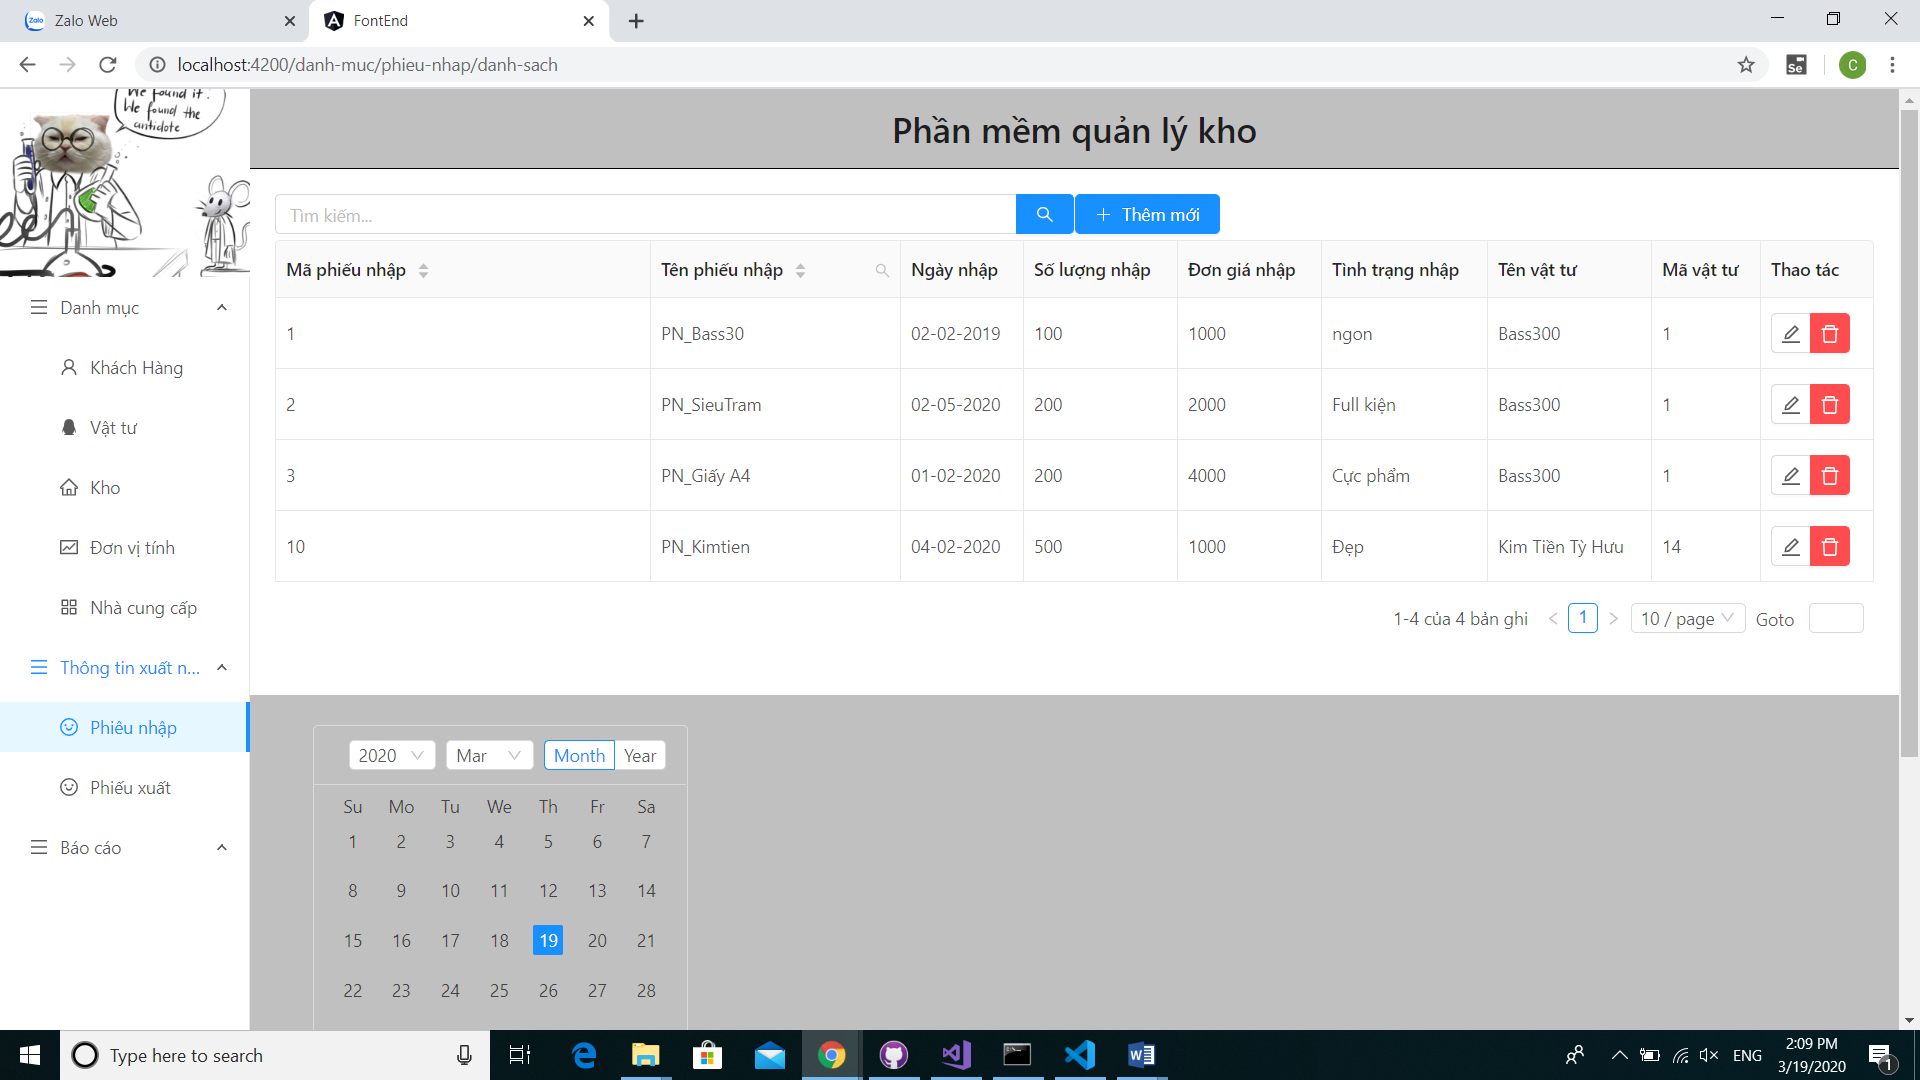 Zalo Web
FontEnd
localhost:4200/danh-muc/phieu-nhap/danh-sach
Se
C
We found it!
We found the
antidote
Phần mềm quản lý kho
Tìm kiếm...
Thêm mới
Mã phiếu nhập Tên phiếu nhập Ngày nhập Số lượng nhập Đơn giá nhập Tình trạng nhập Tên vật tư Mã vật tư Thao tác
1 PN_Bass30 02-02-2019 100 1000 ngon Bass300 1
2 PN_SieuTram 02-05-2020 200 2000 Full kiện Bass300 1
3 PN_Giấy A4 01-02-2020 200 4000 Cực phẩm Bass300 1
10 PN_Kimtien 04-02-2020 500 1000 Đẹp Kim Tiền Tỳ Hưu 14
1-4 của 4 bản ghi 1 10 / page Goto
Danh mục
Khách Hàng
Vật tư
Kho
Đơn vị tính
Nhà cung cấp
Thông tin xuất n...
Phiêu nhập
Phiếu xuất
Báo cáo
2020 Mar Month Year
Su Mo Tu We Th Fr Sa
1 2 3 4 5 6 7
8 9 10 11 12 13 14
15 16 17 18 19 20 21
22 23 24 25 26 27 28
Type here to search
ENG
2:09 PM
3/19/2020
1